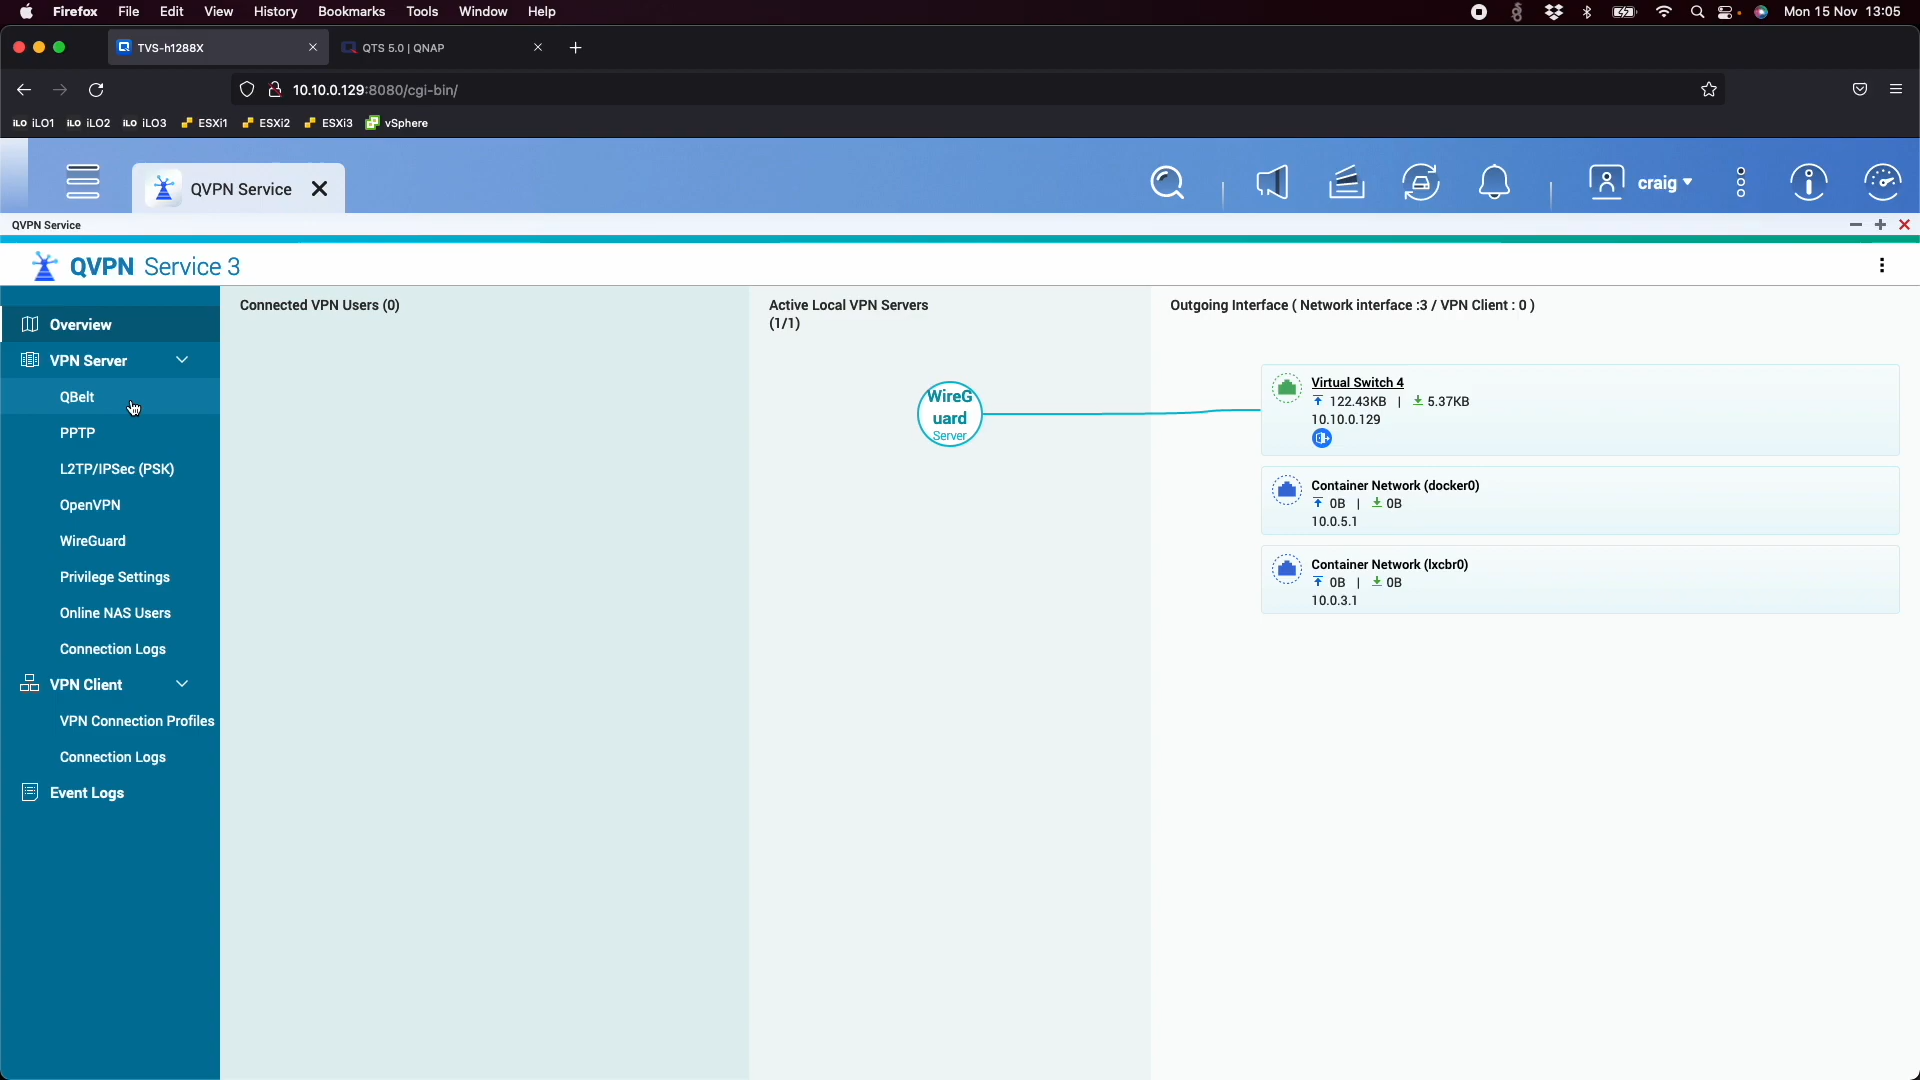 Firefox File Edit View History Bookmarks Tools Window Help
Mon 15 Nov 13:05
TVS-h1288X
QTS 5.0 | QNAP
10.10.0.129:8080/cgi-bin/
iLO iLO1 iLO iLO2 iLO iLO3 ESXi1 ESXi2 ESXi3 vSphere
QVPN Service
craig
QVPN Service
QVPN Service 3
Overview
VPN Server
QBelt
PPTP
L2TP/IPSec (PSK)
OpenVPN
WireGuard
Privilege Settings
Online NAS Users
Connection Logs
VPN Client
VPN Connection Profiles
Connection Logs
Event Logs
Connected VPN Users (0)
Active Local VPN Servers
(1/1)
WireG
uard
Server
Outgoing Interface ( Network interface :3 / VPN Client : 0 )
Virtual Switch 4
122.43KB | 5.37KB
10.10.0.129
Container Network (docker0)
0B | 0B
10.0.5.1
Container Network (lxcbr0)
0B | 0B
10.0.3.1